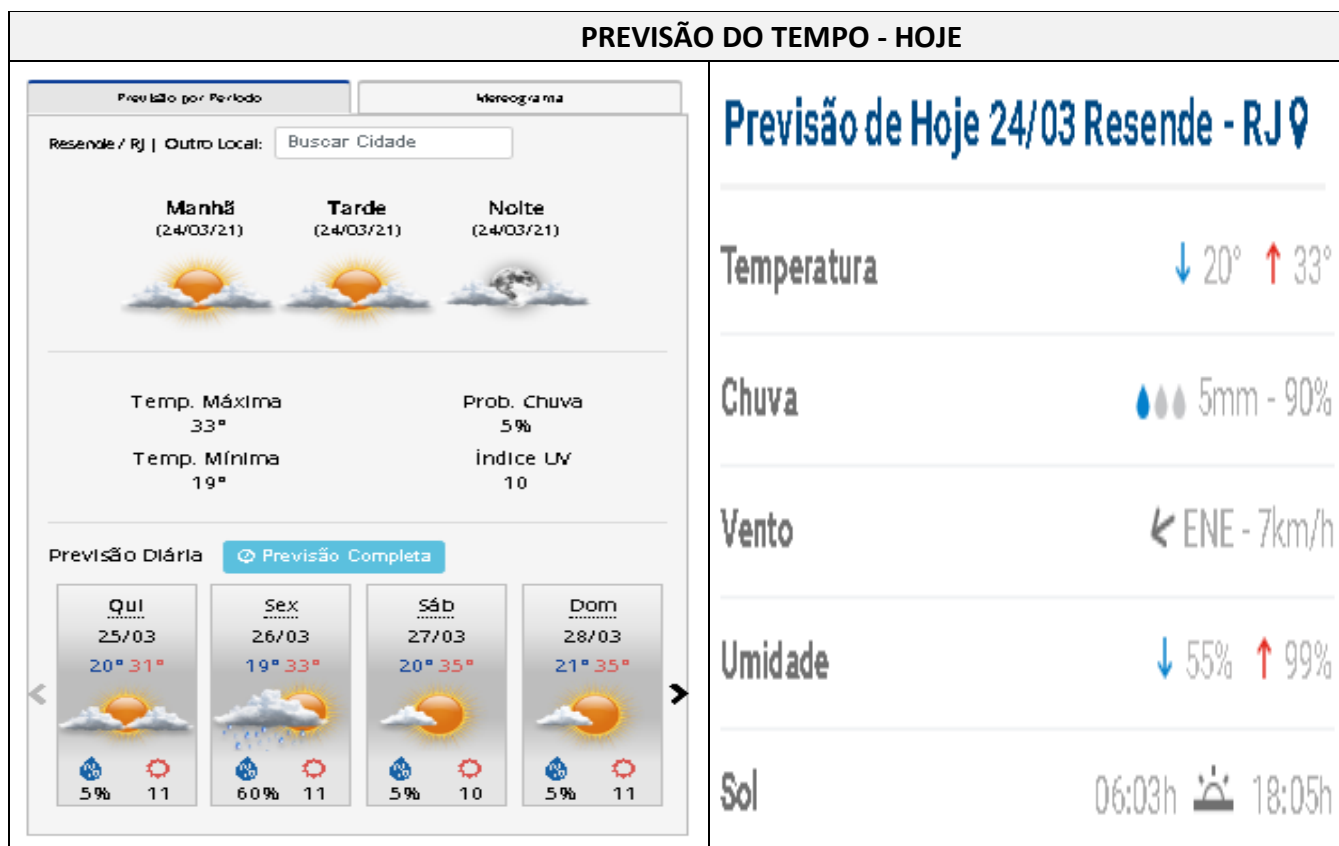 PREVISÃO DO TEMPO - HOJE
Previsão por Período
Meteograma
Resende / RJ | Outro Local: Buscar Cidade
Manhã Tarde Noite
(24/03/21) (24/03/21) (24/03/21)
Temp. Máxima Prob. Chuva
33° 5%
Temp. Mínima Índice UV
19° 10
Previsão Diária Previsão Completa
Qui Sex Sáb Dom
25/03 26/03 27/03 28/03
20° 31° 19° 33° 20° 35° 21° 35°
5% 11 60% 11 5% 10 5% 11
Previsão de Hoje 24/03 Resende - RJ
Temperatura 20° 33°
Chuva 5mm - 90%
Vento ENE - 7km/h
Umidade 55% 99%
Sol 06:03h 18:05h